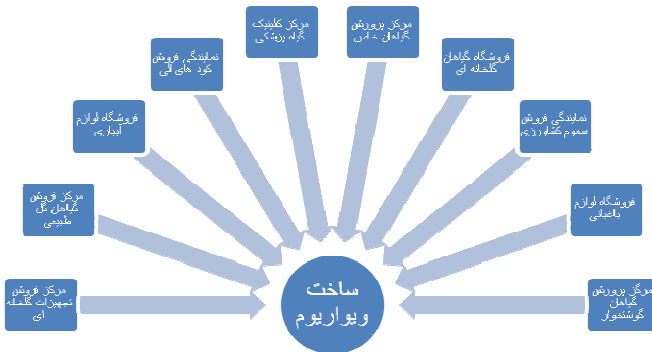 مرکز کلینیک
گیاه پزشکی
مرکز پرورش
گیاهان خاص
نمایندگی فروش
کود های آلی
فروشگاه گیاهان
گلخانه ای
فروشگاه لوازم
آبیاری
نمایندگی فروش
سموم کشاورزی
مرکز فروش
گیاهان گل
طبیعی
فروشگاه لوازم
باغبانی
مرکز فروش
تجهیزات گلخانه
ای
مرکز پرورش
گیاهان
گوشتخوار
ساخت
ویواریوم